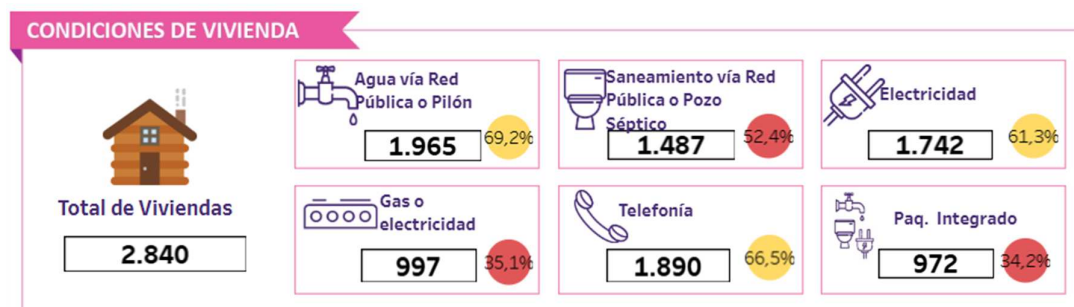 CONDICIONES DE VIVIENDA
Total de Viviendas
2.840
Agua vía Red
Pública o Pilón
1.965
69,2%
Saneamiento vía Red
Pública o Pozo
Séptico
1.487
52,4%
Electricidad
1.742
61,3%
Gas o
electricidad
997
35,1%
Telefonía
1.890
66,5%
Paq. Integrado
972
34,2%